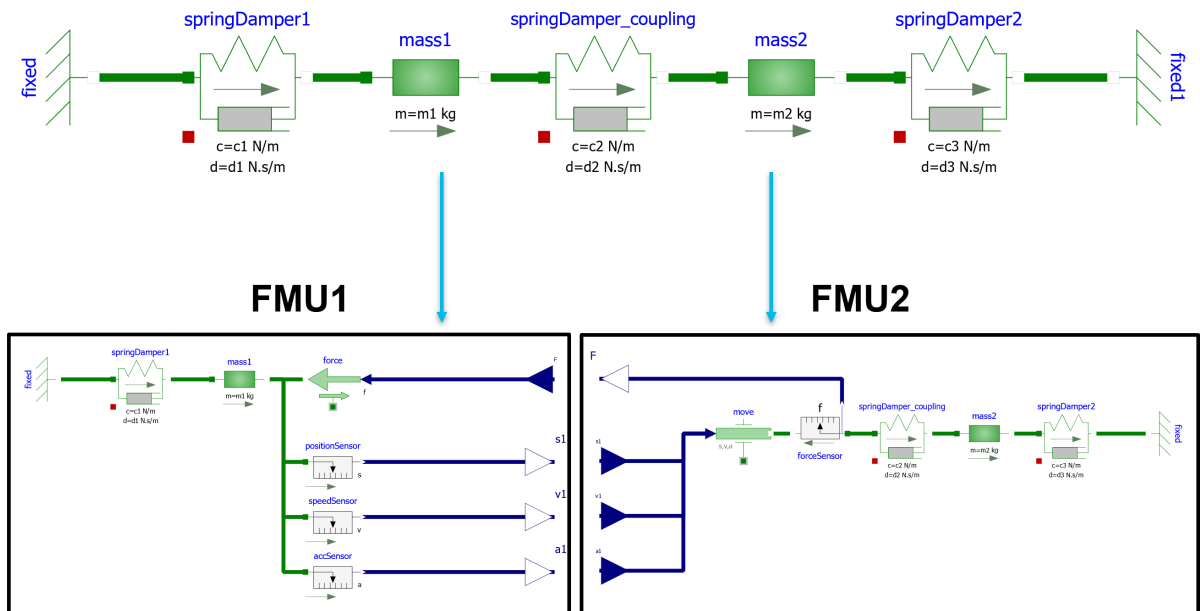 springDamper1
springDamper_coupling
springDamper2
mass1
mass2
fixed
fixed1
m=m1 kg
m=m2 kg
c=c1 N/m
d=d1 N.s/m
c=c2 N/m
d=d2 N.s/m
c=c3 N/m
d=d3 N.s/m
FMU1
FMU2
springDamper1
mass1
force
F
fixed
f
m=m1 kg
c=c1 N/m
d=d1 N.s/m
positionSensor
s
s1
speedSensor
v
v1
accSensor
a
a1
F
move
f
springDamper_coupling
mass2
springDamper2
fixed
s1
s,v,a
forceSensor
m=m2 kg
c=c2 N/m
d=d2 N.s/m
c=c3 N/m
d=d3 N.s/m
v1
a1